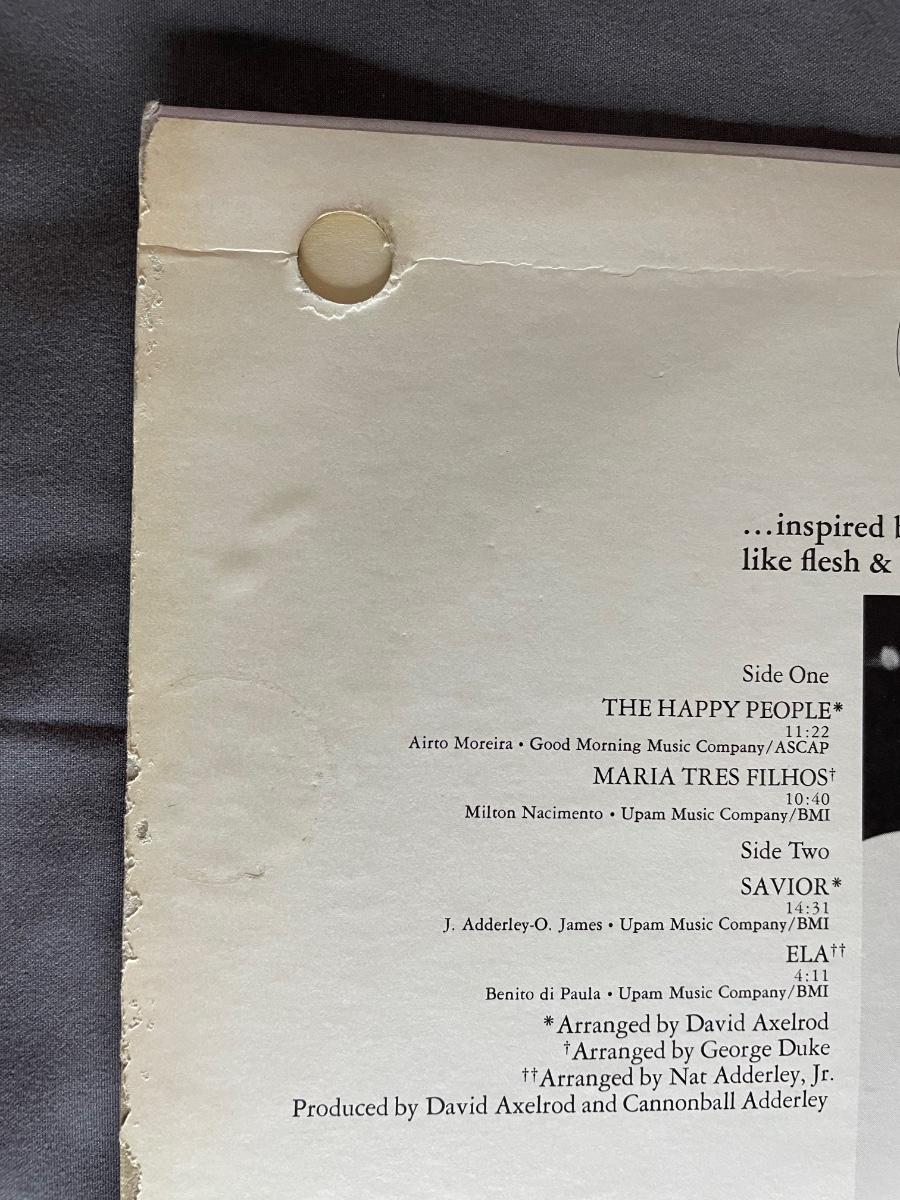 ...inspired
like flesh &
Side One
THE HAPPY PEOPLE*
11:22
Airto Moreira • Good Morning Music Company/ASCAP
MARIA TRES FILHOS†
10:40
Milton Nacimento • Upam Music Company/BMI
Side Two
SAVIOR*
14:31
J. Adderley-O. James • Upam Music Company/BMI
ELA††
4:11
Benito di Paula • Upam Music Company/BMI
*Arranged by David Axelrod
†Arranged by George Duke
††Arranged by Nat Adderley, Jr.
Produced by David Axelrod and Cannonball Adderley